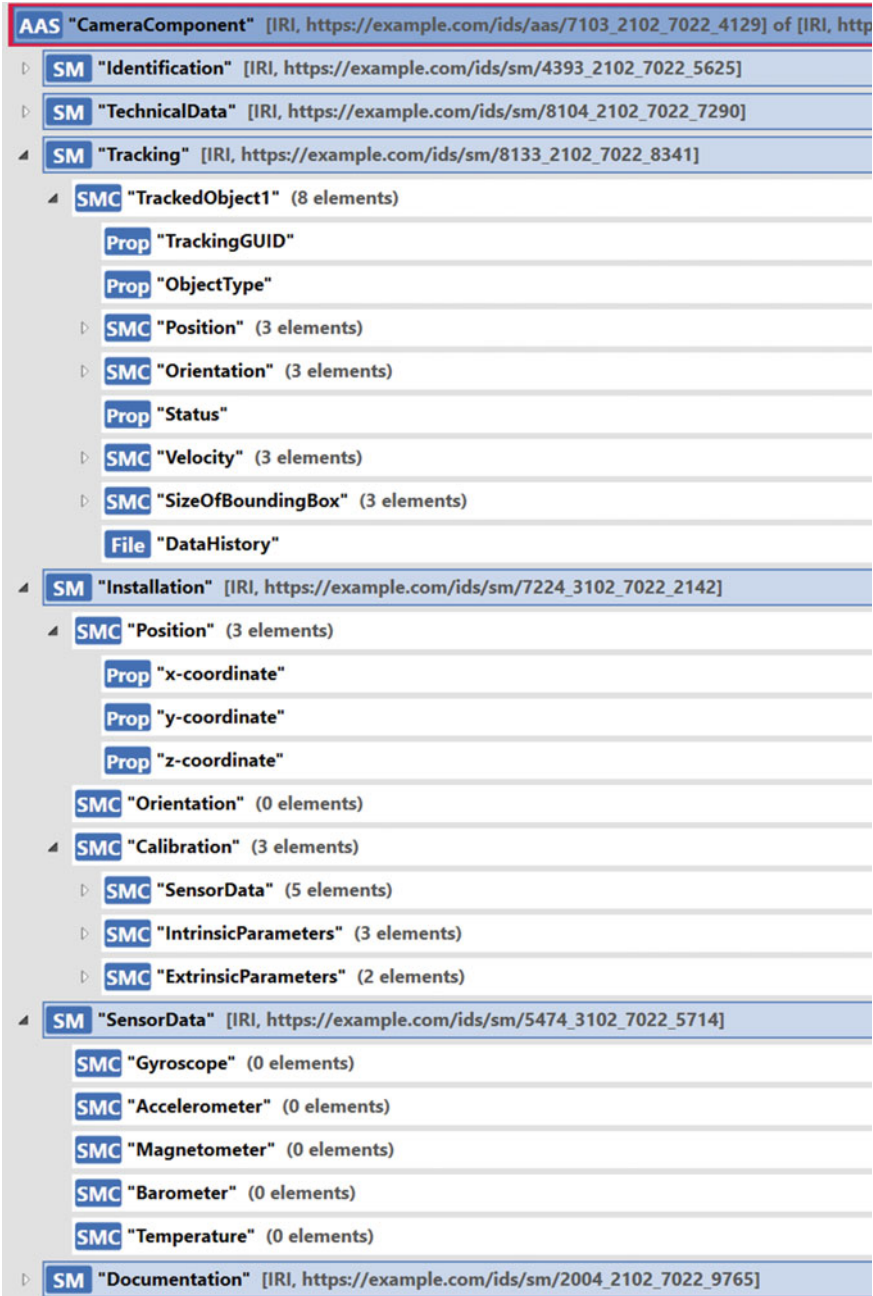 AAS "CameraComponent" [IRI, https://example.com/ids/aas/7103_2102_7022_4129] of [IRI, http
SM "Identification" [IRI, https://example.com/ids/sm/4393_2102_7022_5625]
SM "TechnicalData" [IRI, https://example.com/ids/sm/8104_2102_7022_7290]
SM "Tracking" [IRI, https://example.com/ids/sm/8133_2102_7022_8341]
SMC "TrackedObject1" (8 elements)
Prop "TrackingGUID"
Prop "ObjectType"
SMC "Position" (3 elements)
SMC "Orientation" (3 elements)
Prop "Status"
SMC "Velocity" (3 elements)
SMC "SizeOfBoundingBox" (3 elements)
File "DataHistory"
SM "Installation" [IRI, https://example.com/ids/sm/7224_3102_7022_2142]
SMC "Position" (3 elements)
Prop "x-coordinate"
Prop "y-coordinate"
Prop "z-coordinate"
SMC "Orientation" (0 elements)
SMC "Calibration" (3 elements)
SMC "SensorData" (5 elements)
SMC "IntrinsicParameters" (3 elements)
SMC "ExtrinsicParameters" (2 elements)
SM "SensorData" [IRI, https://example.com/ids/sm/5474_3102_7022_5714]
SMC "Gyroscope" (0 elements)
SMC "Accelerometer" (0 elements)
SMC "Magnetometer" (0 elements)
SMC "Barometer" (0 elements)
SMC "Temperature" (0 elements)
SM "Documentation" [IRI, https://example.com/ids/sm/2004_2102_7022_9765]